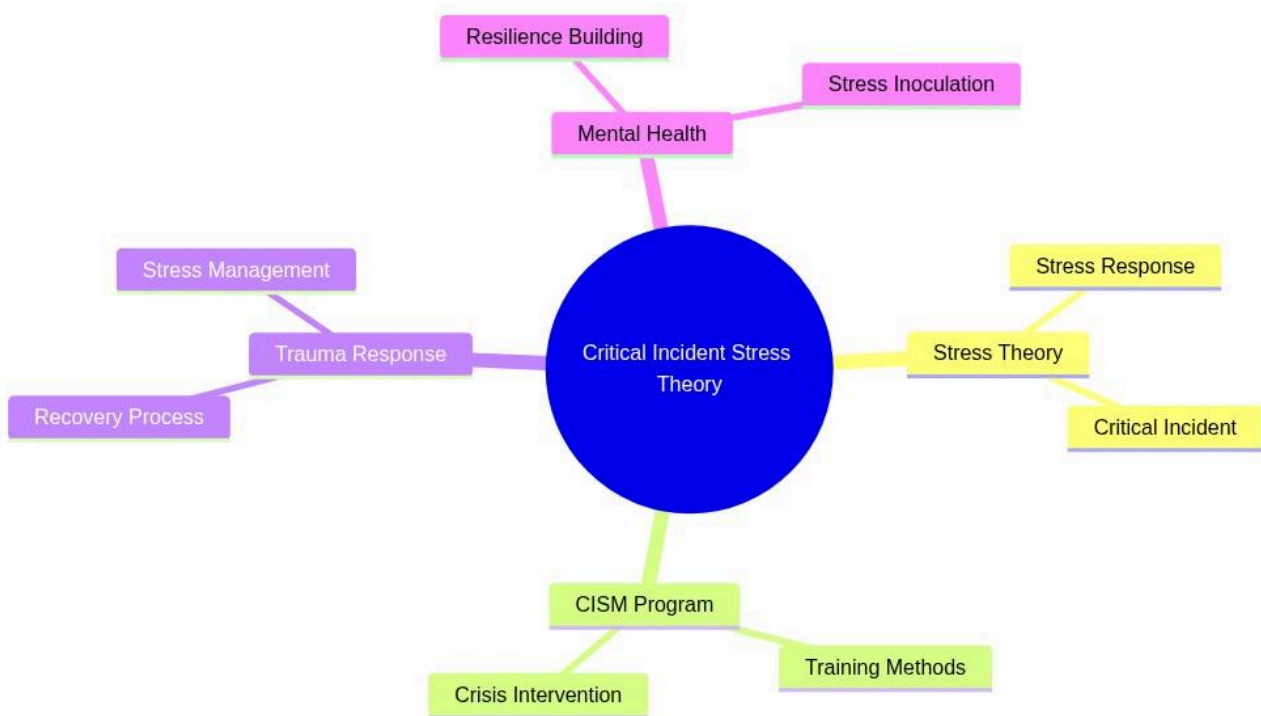 Resilience Building
Stress Inoculation
Mental Health
Stress Management
Stress Response
Trauma Response
Critical Incident Stress
Theory
Stress Theory
Recovery Process
Critical Incident
CISM Program
Training Methods
Crisis Intervention